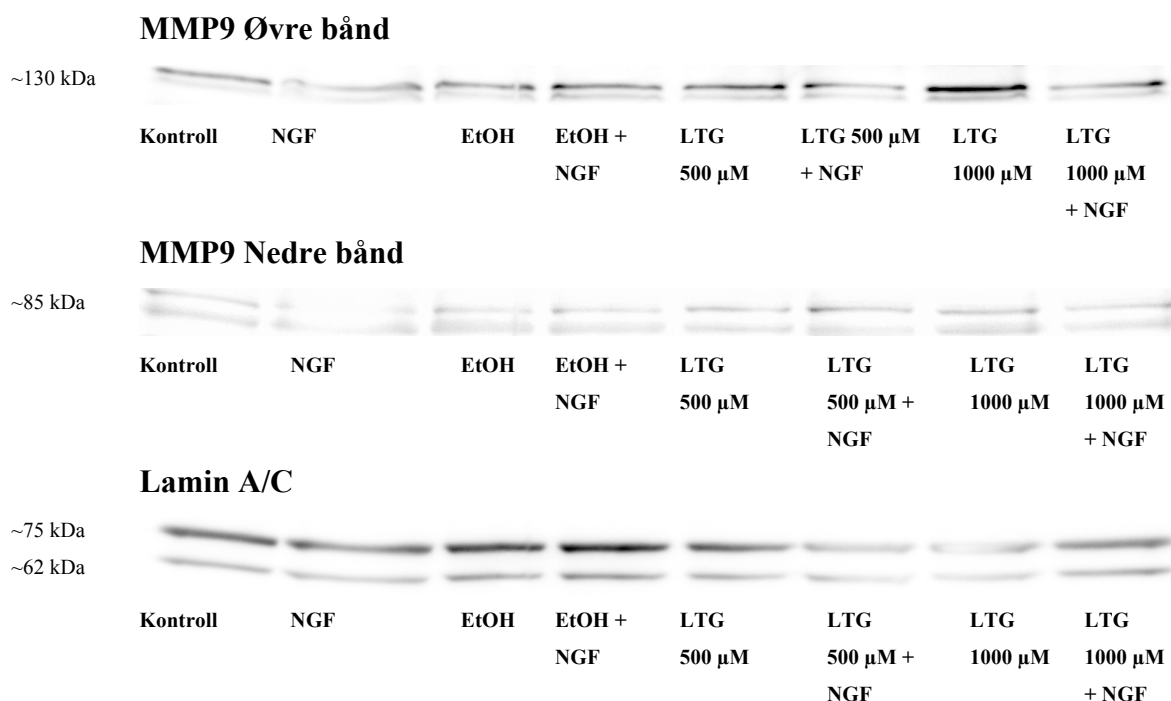 MMP9 Øvre bånd
~130 kDa
Kontroll NGF EtOH EtOH + LTG LTG 500 µM LTG LTG
NGF 500 µM + NGF 1000 µM 1000 µM
+ NGF
MMP9 Nedre bånd
~85 kDa
Kontroll NGF EtOH EtOH + LTG LTG LTG LTG
NGF 500 µM 500 µM + 1000 µM 1000 µM
NGF + NGF
Lamin A/C
~75 kDa
~62 kDa
Kontroll NGF EtOH EtOH + LTG LTG LTG LTG
NGF 500 µM 500 µM + 1000 µM 1000 µM
NGF + NGF